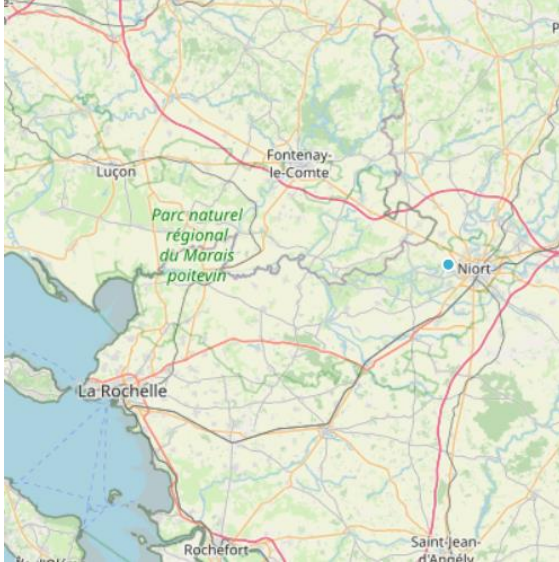 Fontenay-
le-Comte
Luçon
Parc naturel
régional
du Marais
poitevin
Niort
La Rochelle
Rochefort
Saint-Jean-
d'Angély